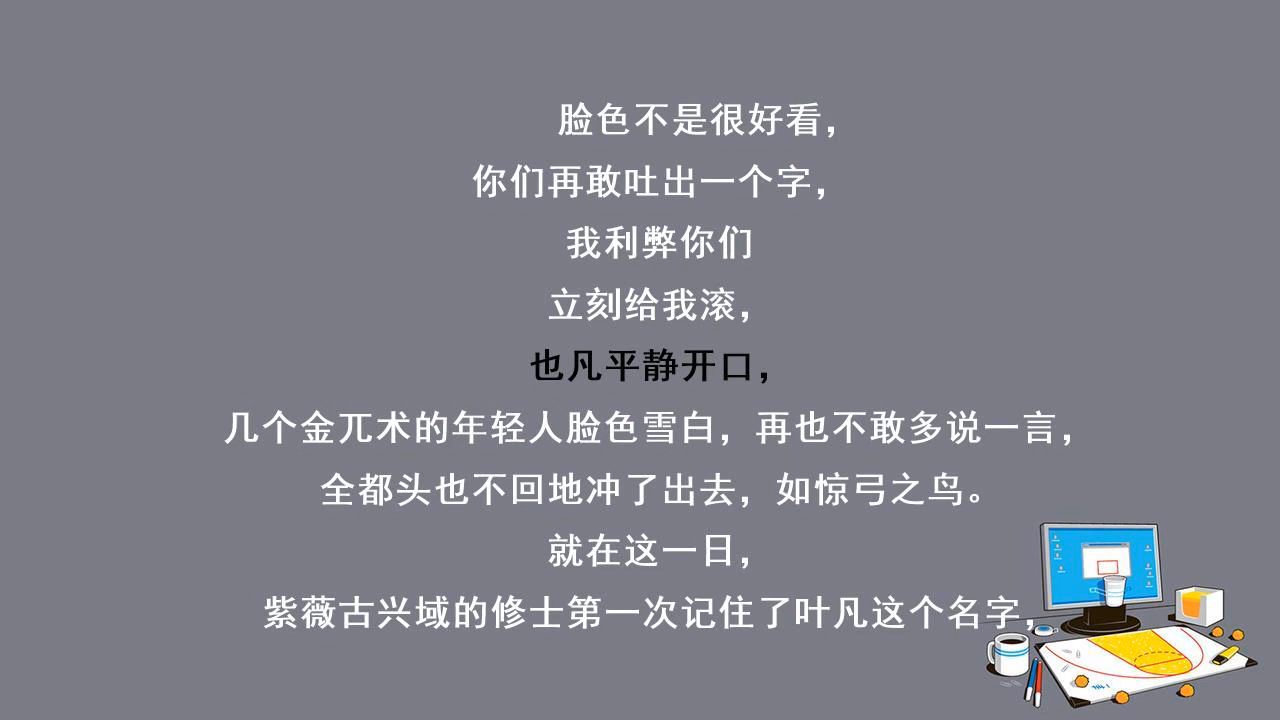 脸色不是很好看，
你们再敢吐出一个字，
我利弊你们
立刻给我滚，
也凡平静开口，
几个金兀术的年轻人脸色雪白，再也不敢多说一言，
全都头也不回地冲了出去，如惊弓之鸟。
就在这一日，
紫薇古兴域的修士第一次记住了叶凡这个名字，